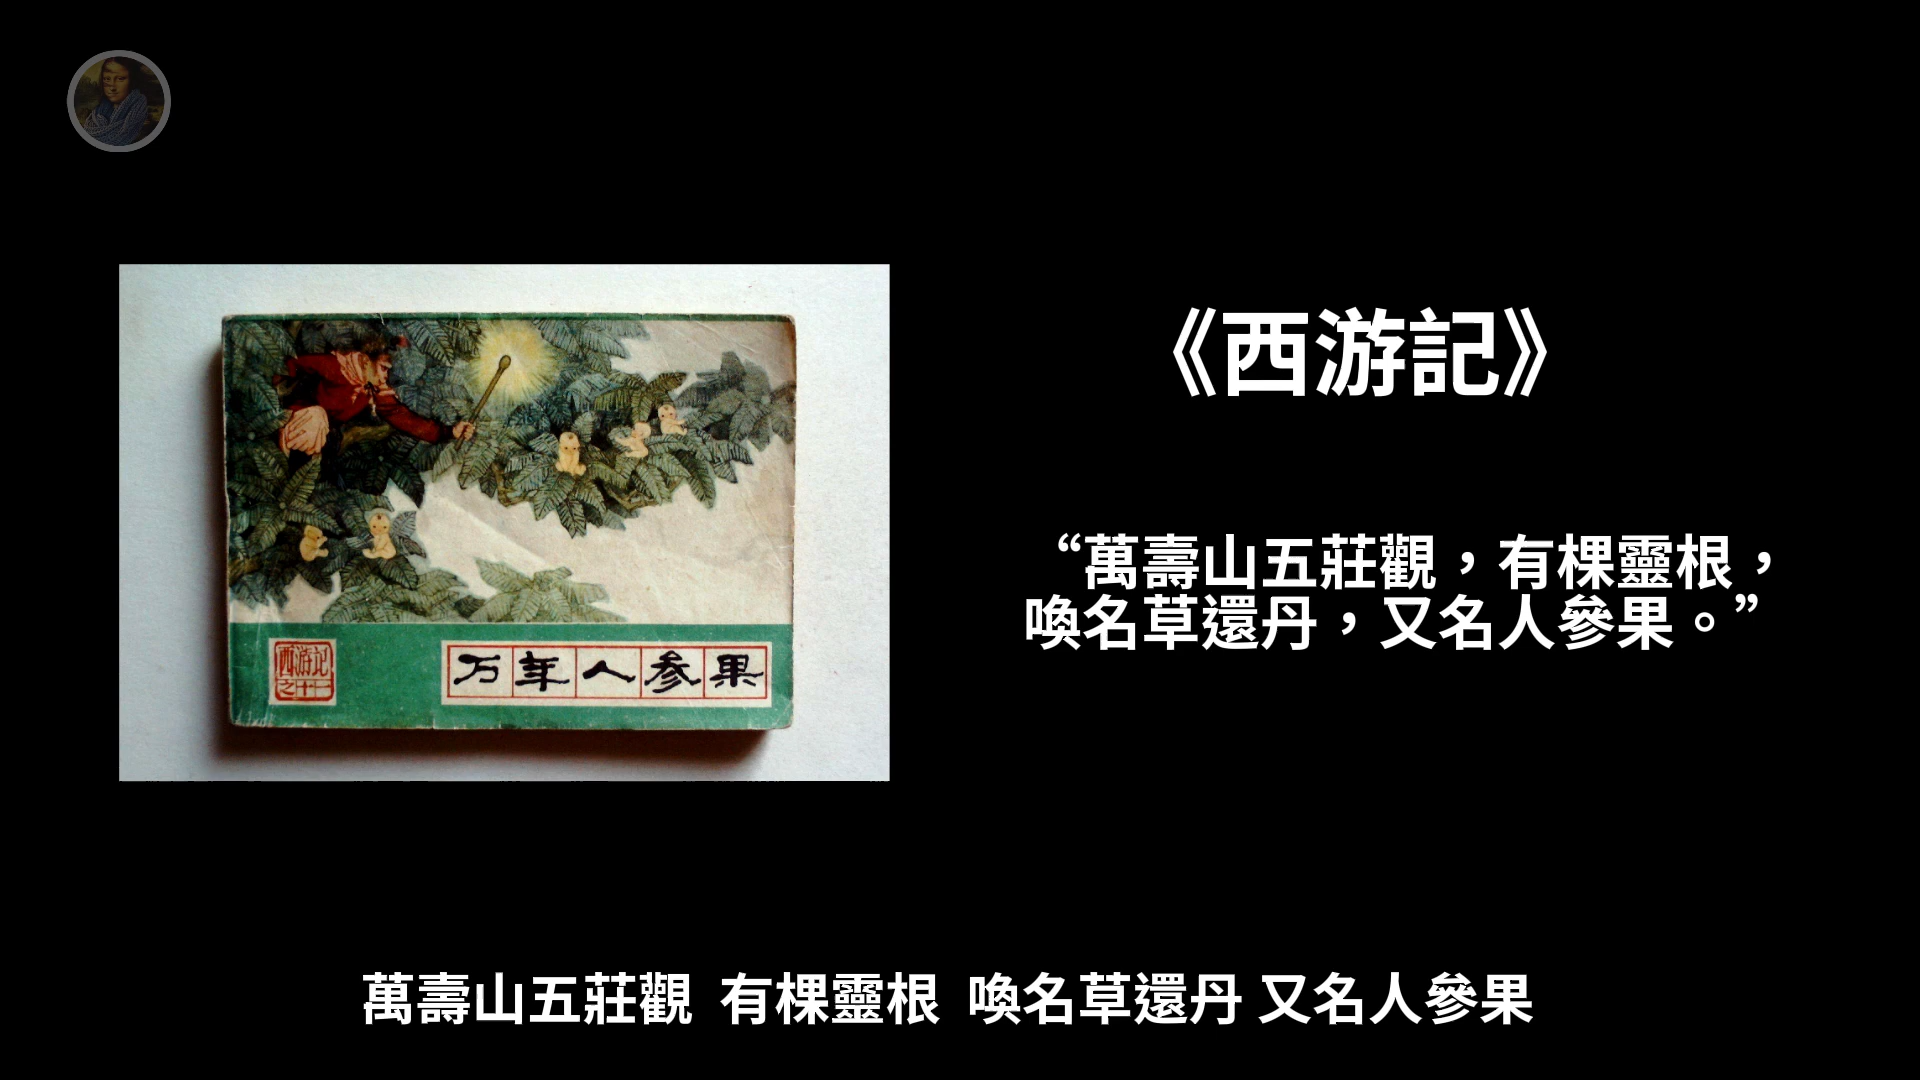 《西游記》
“萬壽山五莊觀，有棵靈根，
喚名草還丹，又名人參果。”
西游記
之十一
万年人参果
萬壽山五莊觀 有棵靈根 喚名草還丹 又名人參果